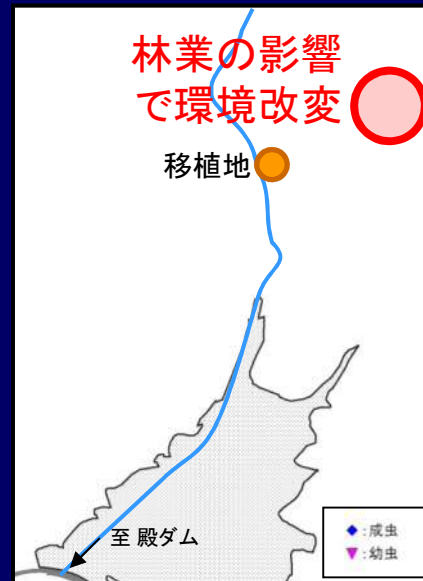 林業の影響
で環境改変
移植地
至 殿ダム
◆:成虫
▼:幼虫